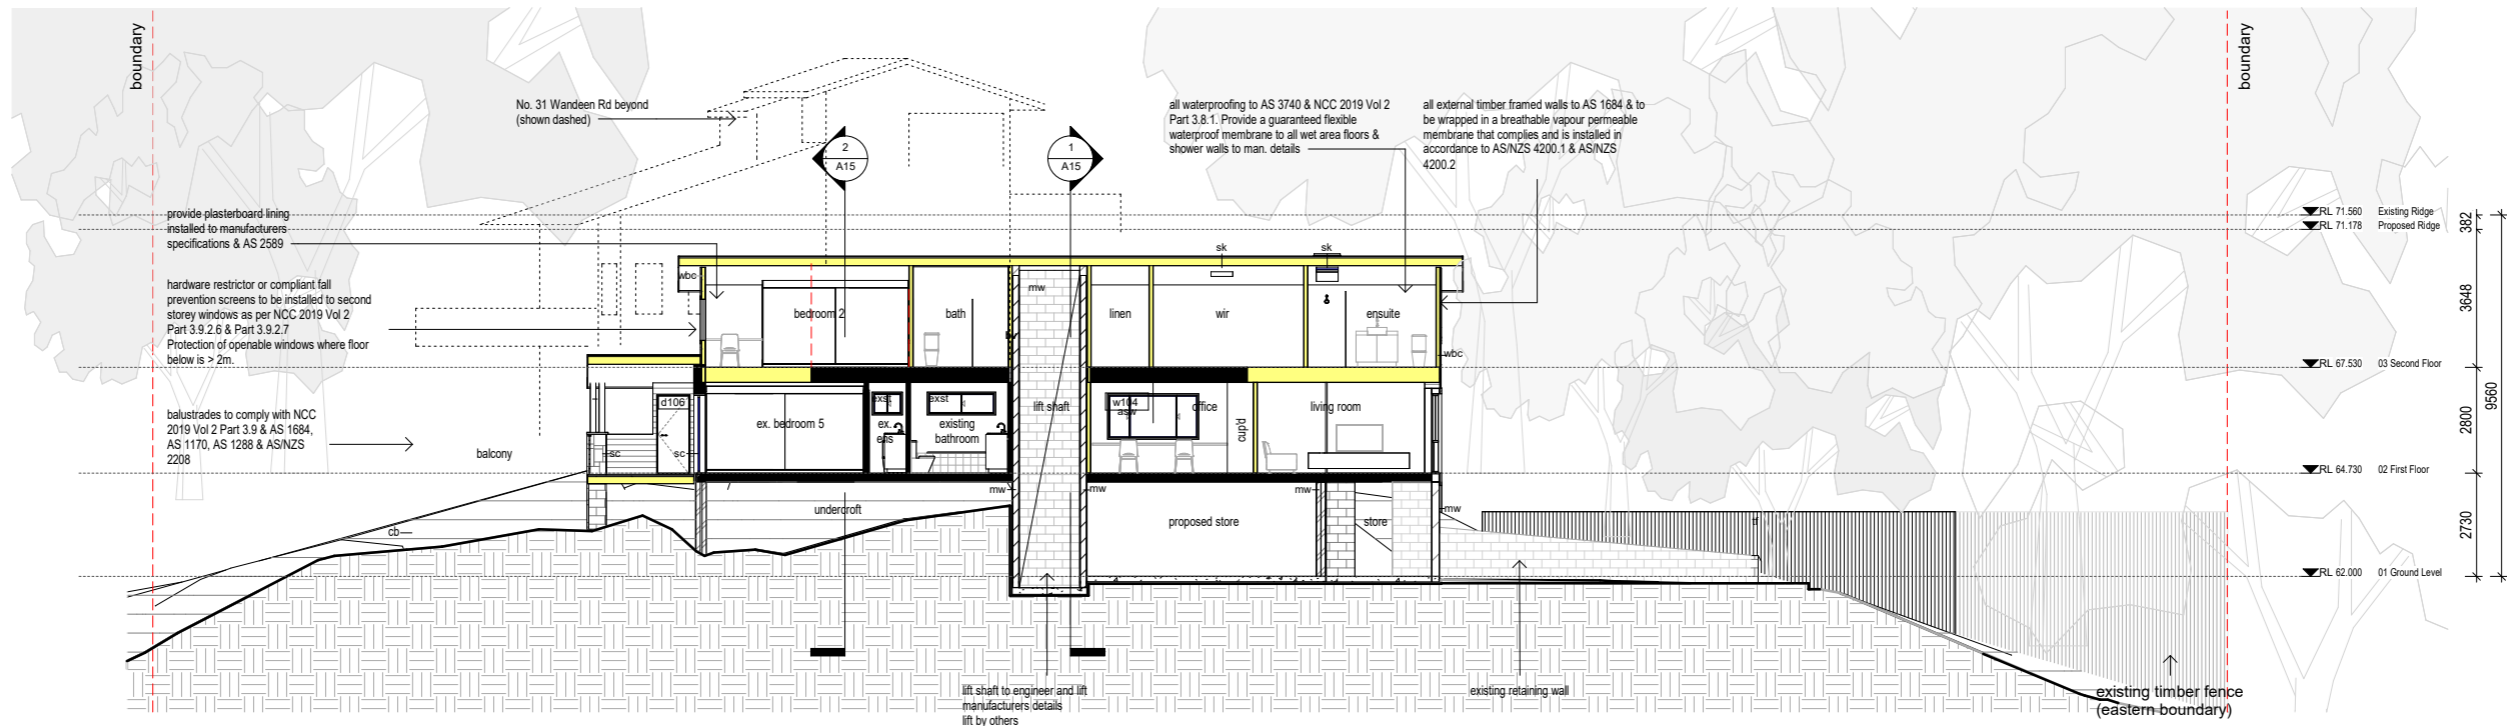 boundary
boundary
No. 31 Wandeen Rd beyond
(shown dashed)
all waterproofing to AS 3740 & NCC 2019 Vol 2
Part 3.8.1. Provide a guaranteed flexible
waterproof membrane to all wet area floors &
shower walls to man. details
all external timber framed walls to AS 1684 & to
be wrapped in a breathable vapour permeable
membrane that complies and is installed in
accordance to AS/NZS 4200.1 & AS/NZS
4200.2
2
A15
1
A15
provide plasterboard lining
installed to manufacturers
specifications & AS 2589
RL 71.560 Existing Ridge
RL 71.178 Proposed Ridge
382
hardware restrictor or compliant fall
prevention screens to be installed to second
storey windows as per NCC 2019 Vol 2
Part 3.9.2.6 & Part 3.9.2.7
Protection of openable windows where floor
below is > 2m.
sk
sk
wbc
mw
bedroom 2
bath
linen
wir
ensuite
wbc
3648
RL 67.530 03 Second Floor
9560
balustrades to comply with NCC
2019 Vol 2 Part 3.9 & AS 1684,
AS 1170, AS 1288 & AS/NZS
2208
balcony
d106
sc
sc
ex. bedroom 5
exst
ex.
ens
exst
existing
bathroom
lift shaft
w104
asw
office
cup'd
living room
2800
RL 64.730 02 First Floor
mw
mw
mw
mw
cb
undercroft
proposed store
store
tf
2730
RL 62.000 01 Ground Level
lift shaft to engineer and lift
manufacturers details
lift by others
existing retaining wall
existing timber fence
(eastern boundary)